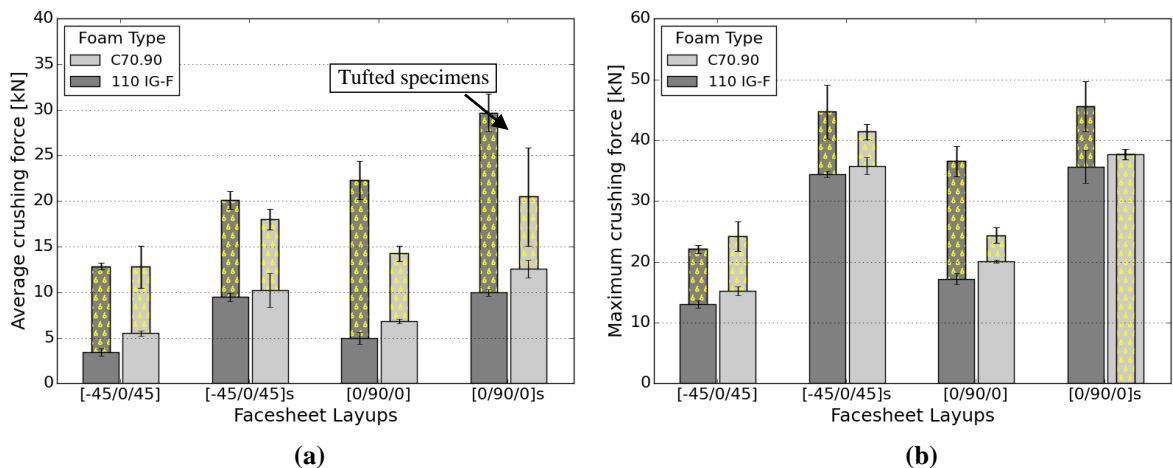 Average crushing force [kN]
40
35
30
25
20
15
10
5
0
Foam Type
C70.90
110 IG-F
Tufted specimens
[-45/0/45]
[-45/0/45]s
[0/90/0]
[0/90/0]s
Facesheet Layups
(a)
Maximum crushing force [kN]
60
50
40
30
20
10
0
Foam Type
C70.90
110 IG-F
[-45/0/45]
[-45/0/45]s
[0/90/0]
[0/90/0]s
Facesheet Layups
(b)